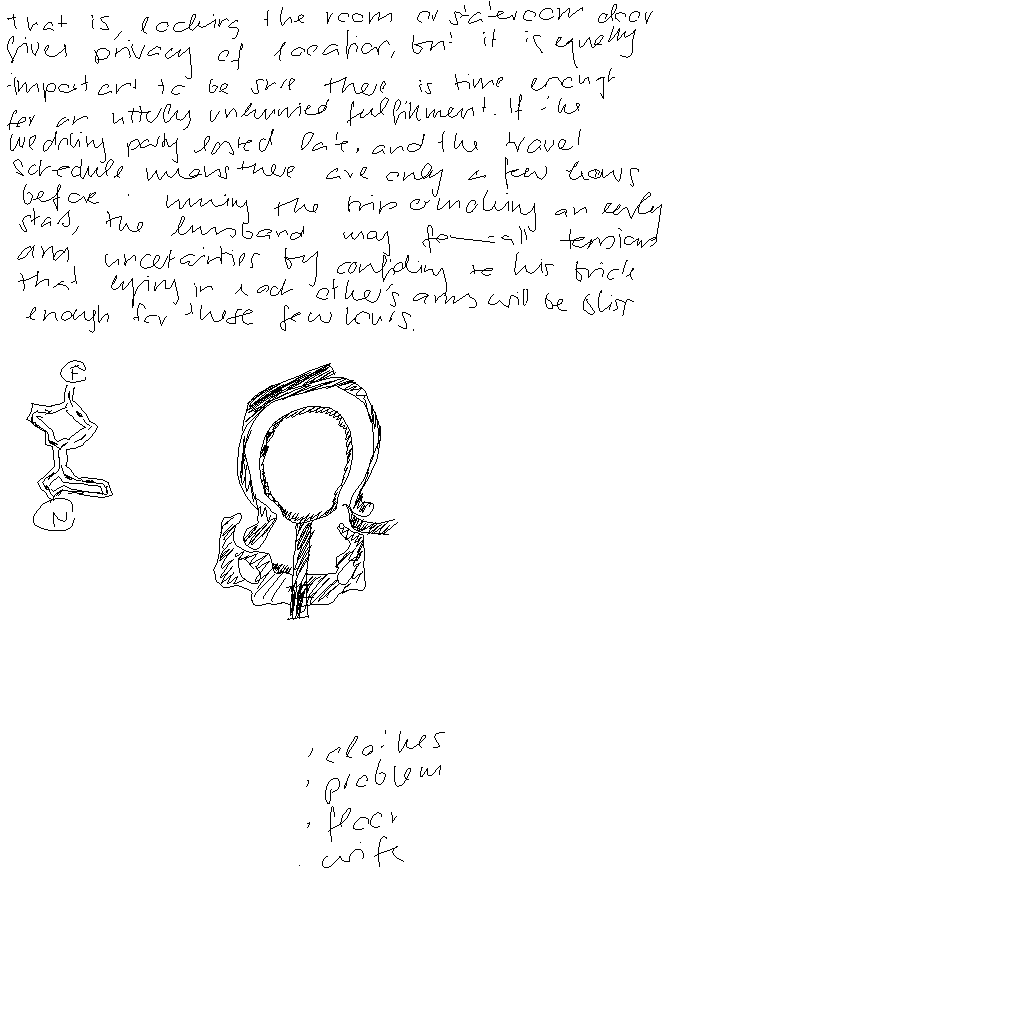 that is, locking the room or stateroom door
gives privacy of location, but it is equally
important to be sure there is time enough
for an utterly unhurried fulfillment. If the
wedding party lasted late, and the travel
schedule means there are only a few hours
before the trip or making an early
start, the husband may forestall tensions
and uncertainties by confiding to his bride
that lying in each other's arms will be bliss
enough for these few hours.
F
N
· clothes
· problem
· floor
· wife